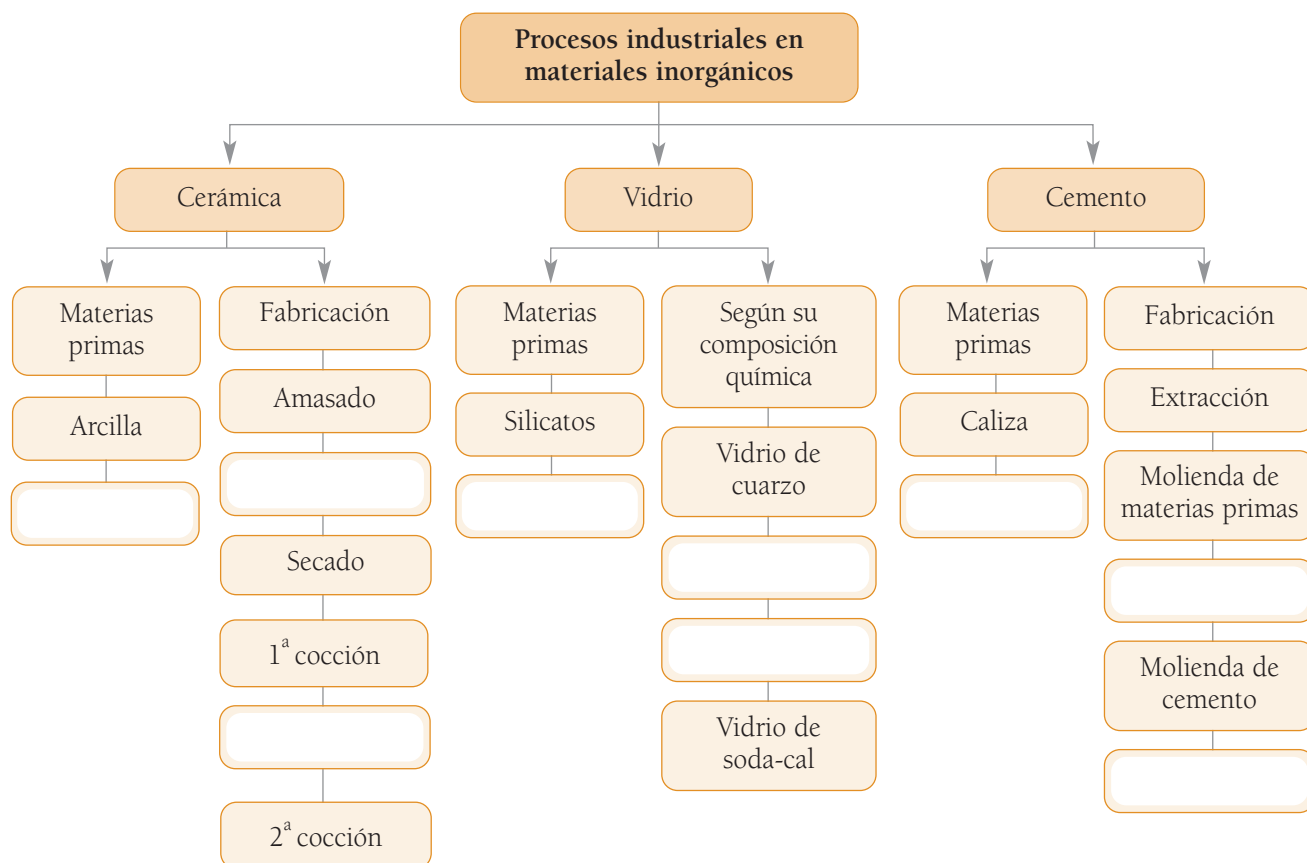 Procesos industriales en
materiales inorgánicos
Cerámica
Vidrio
Cemento
Materias
primas
Arcilla
Fabricación
Amasado
Secado
1ª cocción
2ª cocción
Materias
primas
Silicatos
Según su
composición
química
Vidrio de
cuarzo
Vidrio de
soda-cal
Materias
primas
Caliza
Fabricación
Extracción
Molienda de
materias primas
Molienda de
cemento